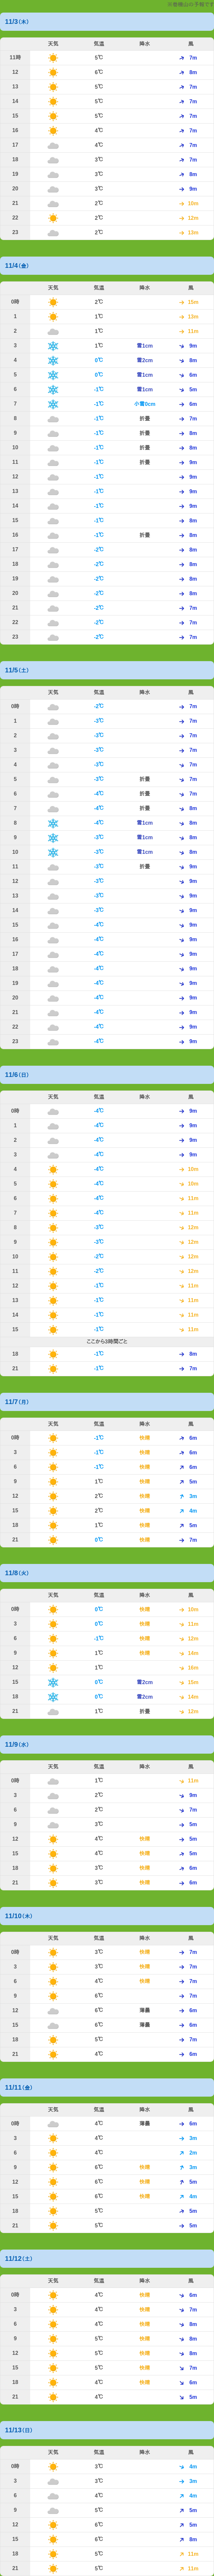 の予報です
11/3(木)
天気 気温 降水 風
11時 5℃ 7m
12 6℃ 8m
13 5℃ 7m
14 5℃ 7m
15 5℃ 7m
16 4℃ 7m
17 4℃ 7m
18 3℃ 7m
19 3℃ 8m
20 3℃ 9m
21 2℃ 10m
22 2℃ 12m
23 2℃ 13m
11/4(金)
天気 気温 降水 風
0時 2℃ 15m
1 1℃ 13m
2 1℃ 11m
3 1℃ 雪1cm 9m
4 0℃ 雪2cm 8m
5 0℃ 雪1cm 6m
6 -1℃ 雪1cm 5m
7 -1℃ 小雪0cm 6m
8 -1℃ 折畳 7m
9 -1℃ 折畳 8m
10 -1℃ 折畳 8m
11 -1℃ 折畳 9m
12 -1℃ 9m
13 -1℃ 9m
14 -1℃ 9m
15 -1℃ 8m
16 -1℃ 折畳 8m
17 -2℃ 8m
18 -2℃ 8m
19 -2℃ 8m
20 -2℃ 8m
21 -2℃ 7m
22 -2℃ 7m
23 -2℃ 7m
11/5(土)
天気 気温 降水 風
0時 -2℃ 7m
1 -3℃ 7m
2 -3℃ 7m
3 -3℃ 7m
4 -3℃ 7m
5 -3℃ 折畳 7m
6 -4℃ 折畳 7m
7 -4℃ 折畳 8m
8 -4℃ 雪1cm 8m
9 -3℃ 雪1cm 8m
10 -3℃ 雪1cm 8m
11 -3℃ 折畳 9m
12 -3℃ 9m
13 -3℃ 9m
14 -3℃ 9m
15 -4℃ 9m
16 -4℃ 9m
17 -4℃ 9m
18 -4℃ 9m
19 -4℃ 9m
20 -4℃ 9m
21 -4℃ 9m
22 -4℃ 9m
23 -4℃ 9m
11/6(日)
天気 気温 降水 風
0時 -4℃ 9m
1 -4℃ 9m
2 -4℃ 9m
3 -4℃ 9m
4 -4℃ 10m
5 -4℃ 10m
6 -4℃ 11m
7 -4℃ 11m
8 -3℃ 12m
9 -3℃ 12m
10 -2℃ 12m
11 -2℃ 12m
12 -1℃ 11m
13 -1℃ 11m
14 -1℃ 11m
15 -1℃ 11m
ここから3時間ごと
18 -1℃ 9m
21 -1℃ 7m
11/7(月)
天気 気温 降水 風
0時 -1℃ 快晴 6m
3 -1℃ 快晴 6m
6 -1℃ 快晴 6m
9 1℃ 快晴 5m
12 2℃ 快晴 3m
15 2℃ 快晴 4m
18 1℃ 快晴 5m
21 0℃ 快晴 7m
11/8(火)
天気 気温 降水 風
0時 0℃ 快晴 10m
3 0℃ 快晴 11m
6 -1℃ 快晴 12m
9 1℃ 快晴 14m
12 1℃ 16m
15 0℃ 雪2cm 15m
18 0℃ 雪2cm 14m
21 1℃ 折畳 12m
11/9(水)
天気 気温 降水 風
0時 1℃ 11m
3 2℃ 9m
6 2℃ 7m
9 3℃ 5m
12 4℃ 快晴 5m
15 4℃ 快晴 5m
18 3℃ 快晴 6m
21 3℃ 快晴 6m
11/10(木)
天気 気温 降水 風
0時 3℃ 快晴 7m
3 3℃ 快晴 7m
6 4℃ 快晴 7m
9 6℃ 7m
12 6℃ 薄曇 6m
15 6℃ 薄曇 6m
18 5℃ 7m
21 4℃ 6m
11/11(金)
天気 気温 降水 風
0時 4℃ 薄曇 6m
3 4℃ 3m
6 4℃ 2m
9 6℃ 快晴 3m
12 6℃ 快晴 5m
15 6℃ 快晴 4m
18 5℃ 5m
21 5℃ 5m
11/12(土)
天気 気温 降水 風
0時 4℃ 快晴 6m
3 4℃ 快晴 7m
6 4℃ 快晴 8m
9 5℃ 快晴 8m
12 5℃ 快晴 8m
15 5℃ 快晴 7m
18 4℃ 快晴 6m
21 4℃ 5m
11/13(日)
天気 気温 降水 風
0時 3℃ 4m
3 3℃ 3m
6 4℃ 4m
9 5℃ 5m
12 6℃ 5m
15 6℃ 8m
18 5℃ 11m
21 5℃ 11m